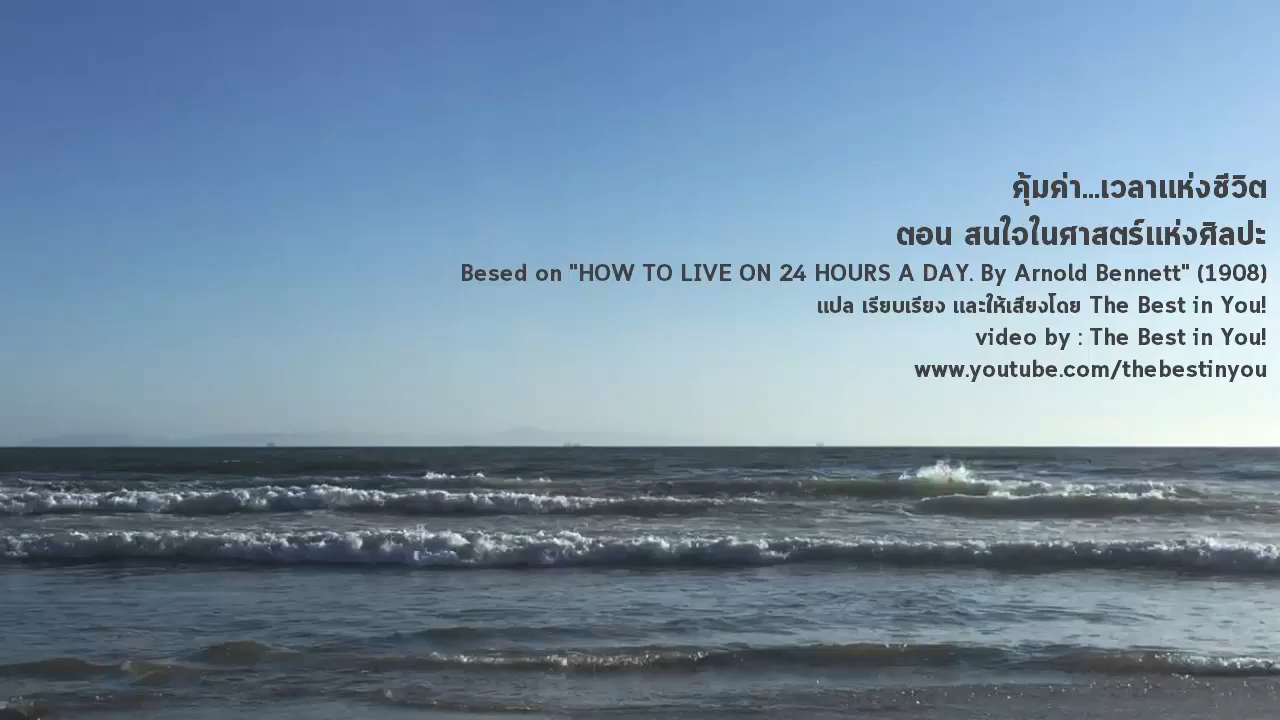 คุ้มค่า...เวลาแห่งชีวิต
ตอน สนใจในศาสตร์แห่งศิลปะ
Besed on "HOW TO LIVE ON 24 HOURS A DAY. By Arnold Bennett" (1908)
แปล เรียบเรียง และให้เสียงโดย The Best in You!
video by : The Best in You!
www.youtube.com/thebestinyou